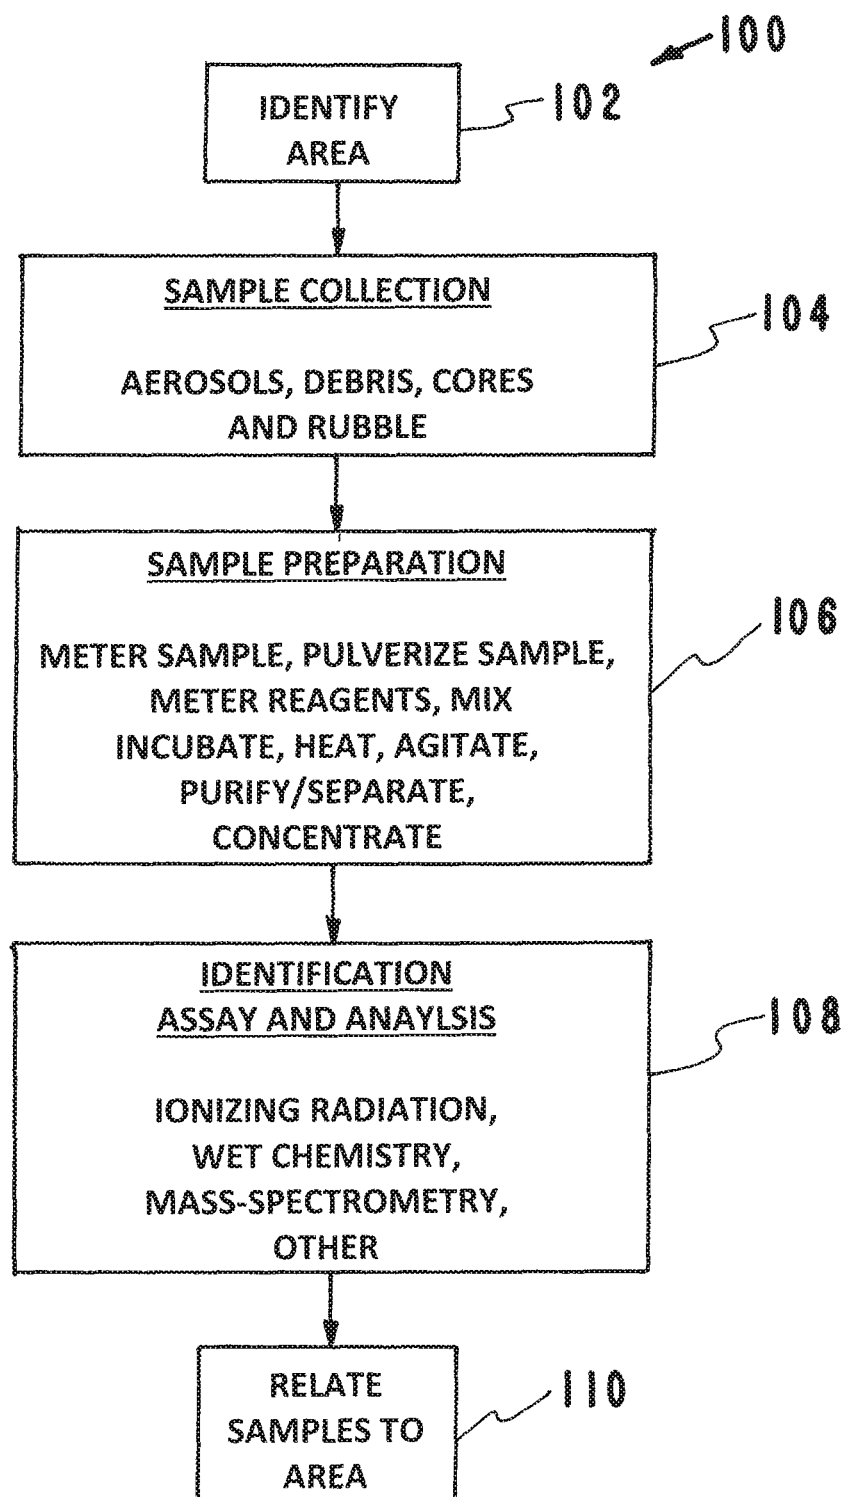 100
IDENTIFY
AREA
102
SAMPLE COLLECTION
104
AEROSOLS, DEBRIS, CORES
AND RUBBLE
SAMPLE PREPARATION
106
METER SAMPLE, PULVERIZE SAMPLE,
METER REAGENTS, MIX
INCUBATE, HEAT, AGITATE,
PURIFY/SEPARATE,
CONCENTRATE
IDENTIFICATION
ASSAY AND ANAYLSIS
108
IONIZING RADIATION,
WET CHEMISTRY,
MASS-SPECTROMETRY,
OTHER
RELATE
SAMPLES TO
AREA
110